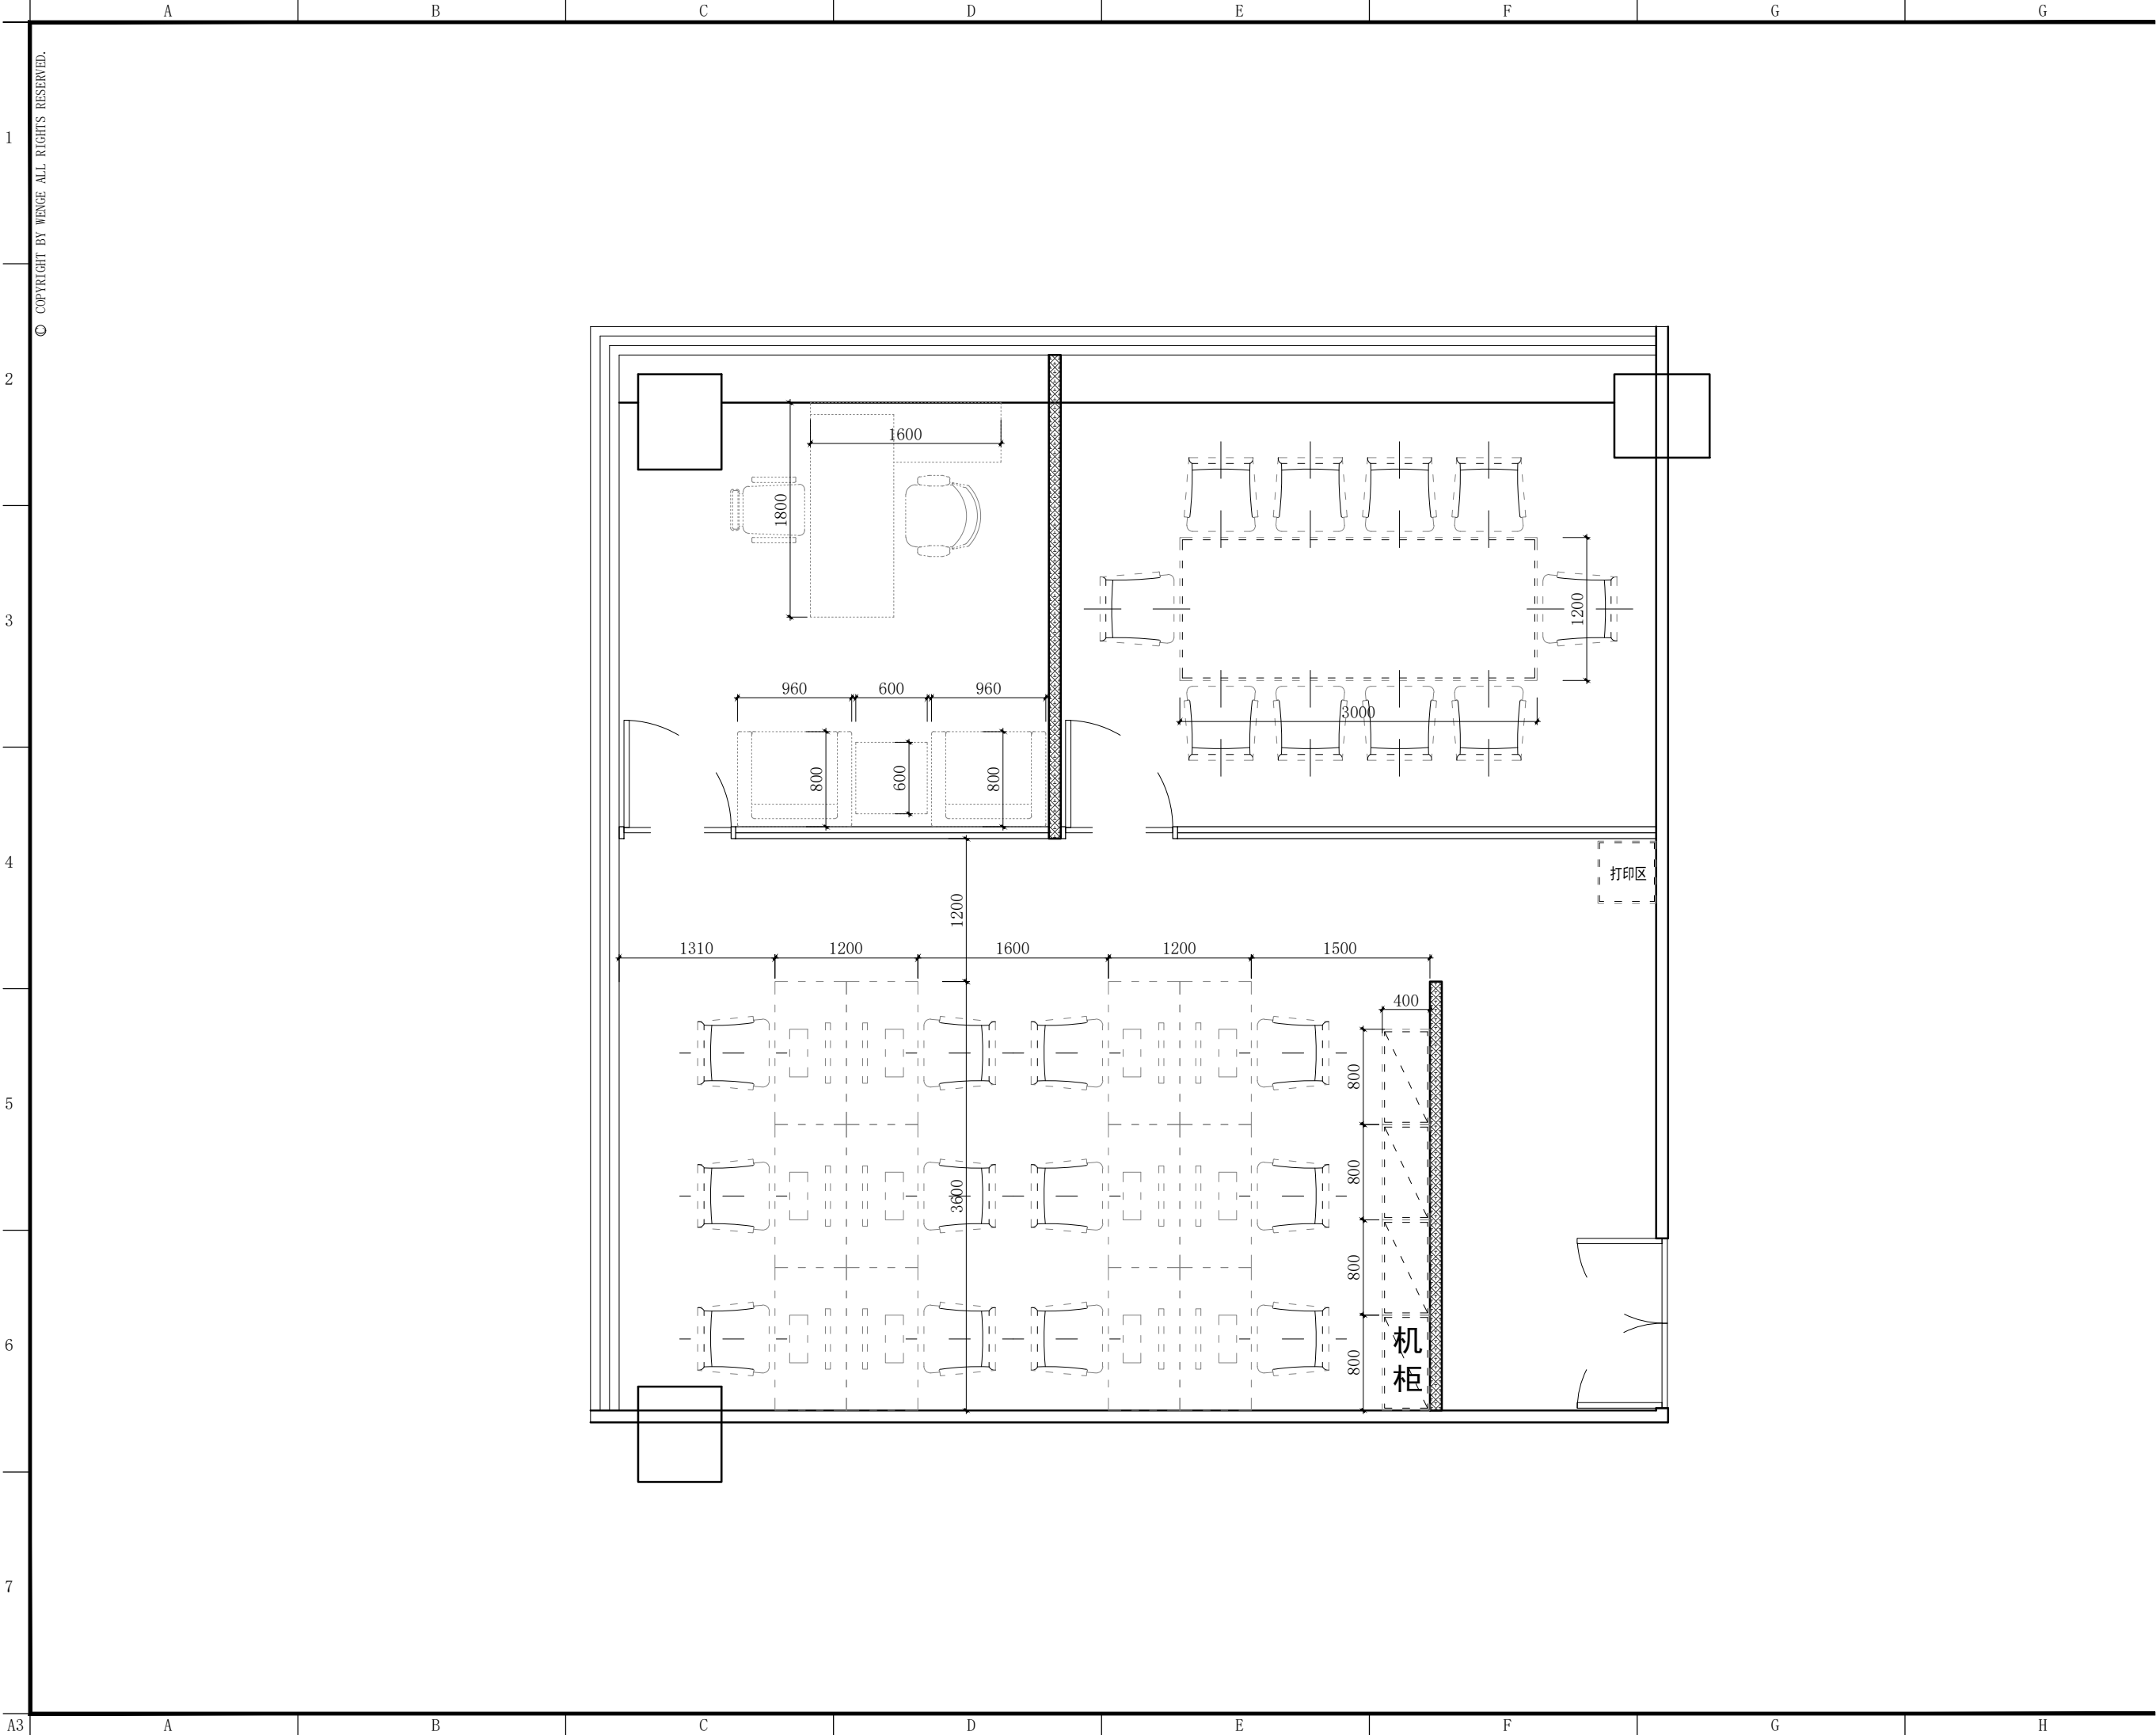 A B C D E F G G
© COPYRIGHT BY WENGE ALL RIGHTS RESERVED.
1
2
1600
1800
3
1200
960 600 960
3000
800 600 800
4
打印区
1200
1310 1200 1600 1200 1500
400
5
800
800
3600
800
6
800
机
柜
7
A3 A B C D E F G H